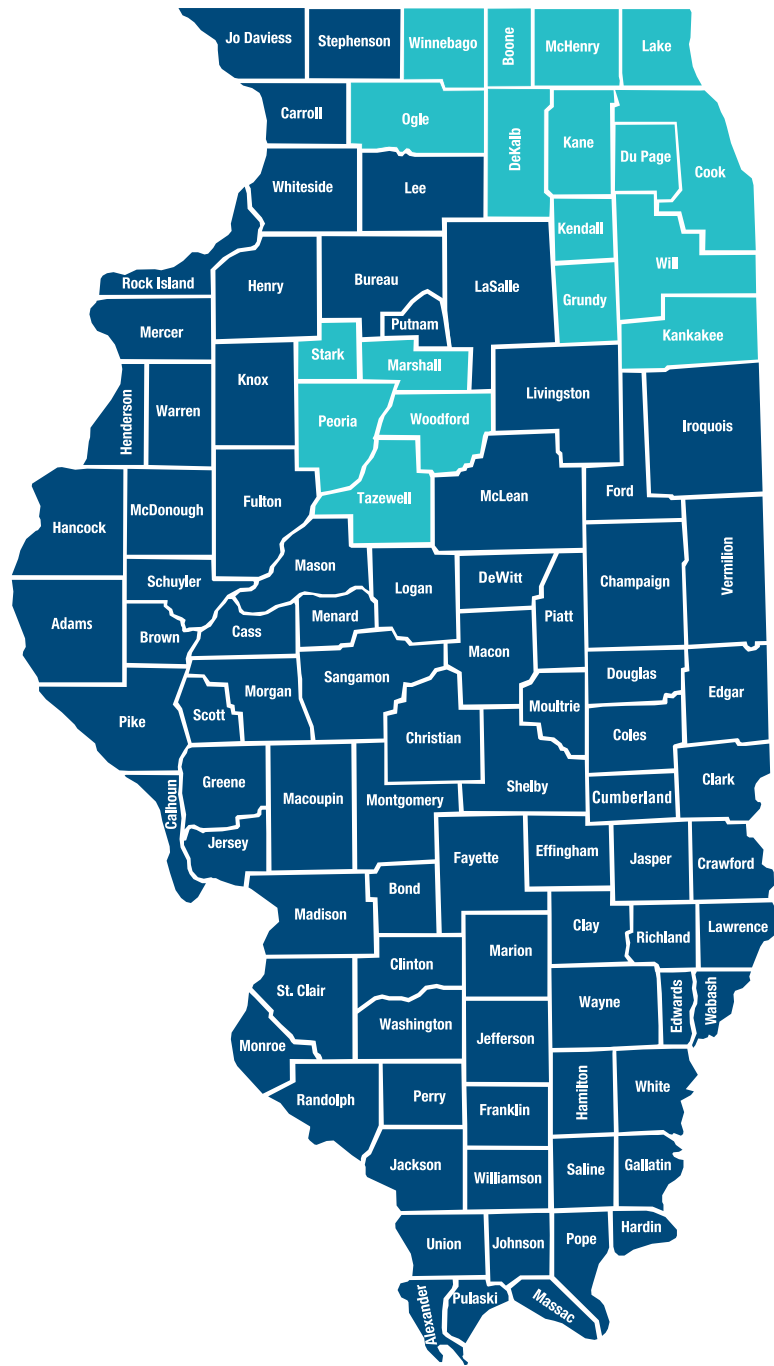 Jo Daviess
Stephenson
Winnebago
Boone
McHenry
Lake
Carroll
Ogle
DeKalb
Kane
Du Page
Cook
Whiteside
Lee
Kendall
Will
Rock Island
Henry
Bureau
LaSalle
Grundy
Mercer
Putnam
Kankakee
Stark
Marshall
Knox
Henderson
Warren
Peoria
Woodford
Livingston
Iroquois
Hancock
McDonough
Fulton
Tazewell
McLean
Ford
Mason
Schuyler
Logan
DeWitt
Champaign
Vermilion
Adams
Brown
Cass
Menard
Piatt
Macon
Sangamon
Douglas
Pike
Scott
Morgan
Moultrie
Edgar
Christian
Coles
Greene
Calhoun
Macoupin
Montgomery
Shelby
Cumberland
Clark
Jersey
Fayette
Effingham
Jasper
Crawford
Bond
Madison
Clay
Richland
Lawrence
Clinton
Marion
St. Clair
Wayne
Edwards
Wabash
Washington
Jefferson
Monroe
Randolph
Perry
Franklin
Hamilton
White
Jackson
Williamson
Saline
Gallatin
Union
Johnson
Pope
Hardin
Alexander
Pulaski
Massac